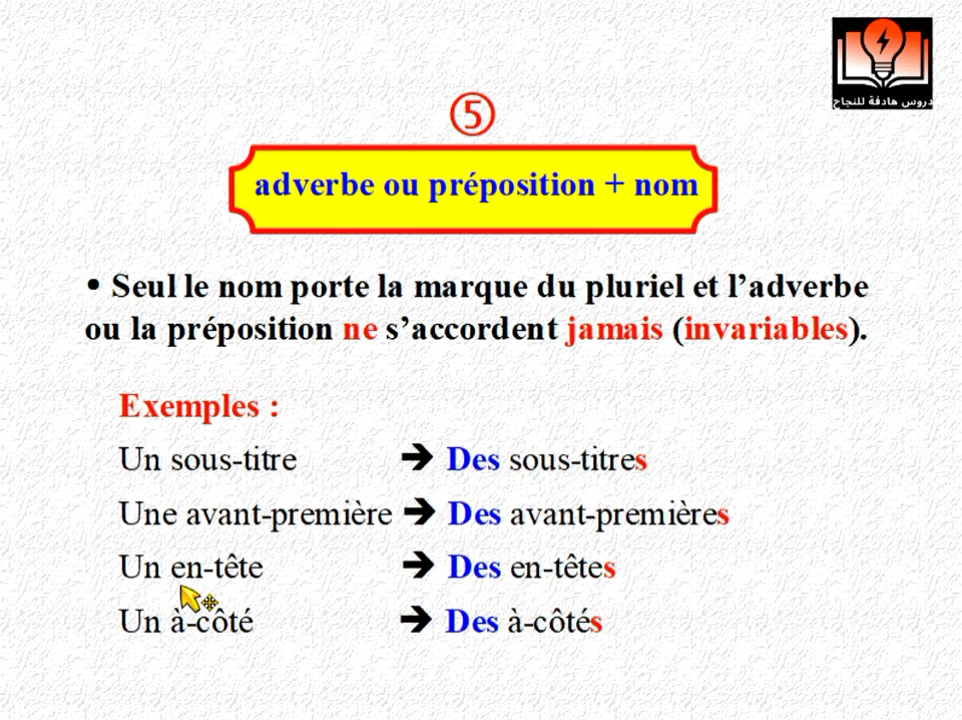 دروس هادفة للنجاح
⑤
adverbe ou préposition + nom
• Seul le nom porte la marque du pluriel et l’adverbe
ou la préposition ne s’accordent jamais (invariables).
Exemples :
Un sous-titre ➔ Des sous-titres
Une avant-première ➔ Des avant-premières
Un en-tête ➔ Des en-têtes
Un à-côté ➔ Des à-côtés